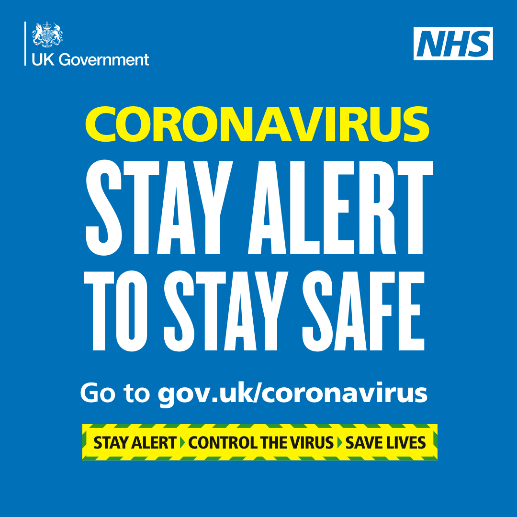 UK Government
NHS
CORONAVIRUS
STAY ALERT
TO STAY SAFE
Go to gov.uk/coronavirus
STAY ALERT CONTROL THE VIRUS SAVE LIVES